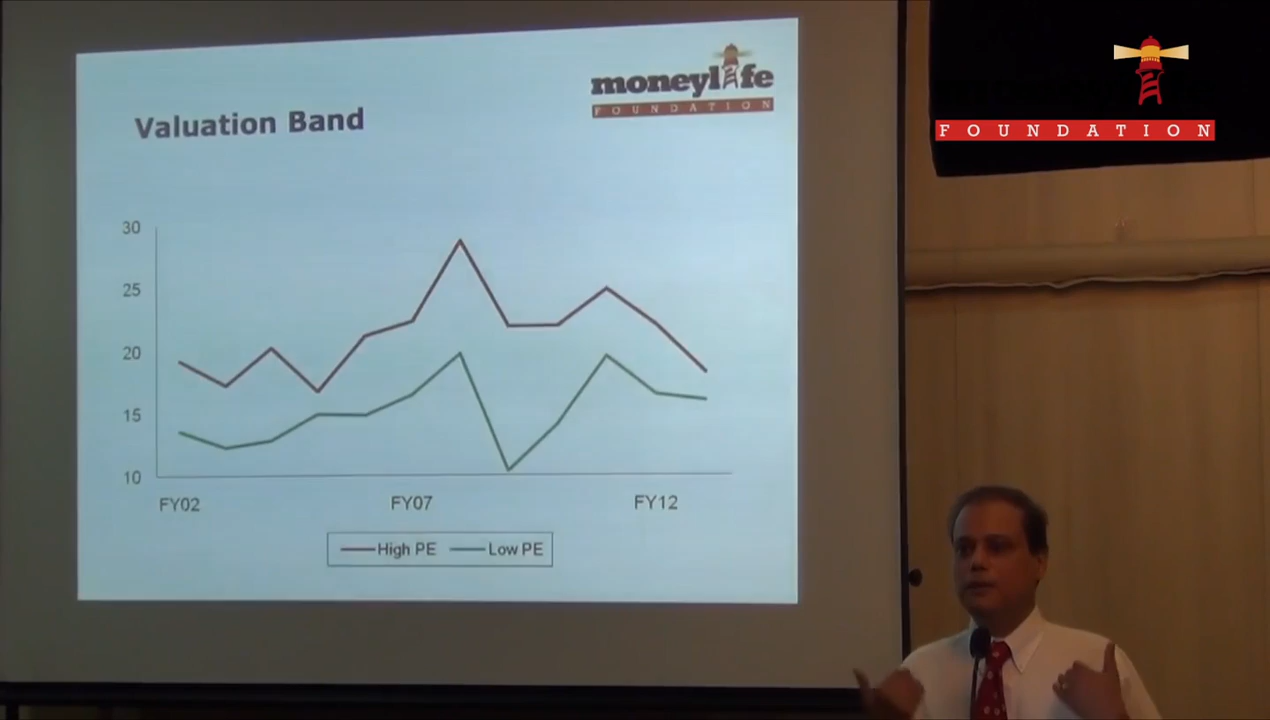 moneylife
FOUNDATION
FOUNDATION
Valuation Band
30
25
20
15
10
FY02
FY07
FY12
High PE
Low PE